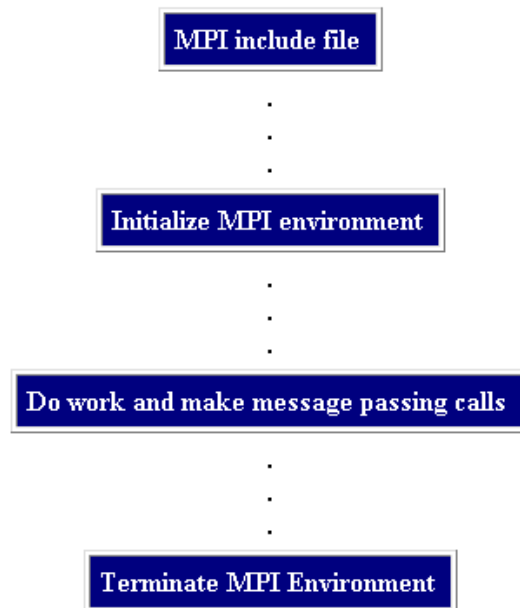 MPI include file
.
.
.
Initialize MPI environment
.
.
.
Do work and make message passing calls
.
.
.
Terminate MPI Environment